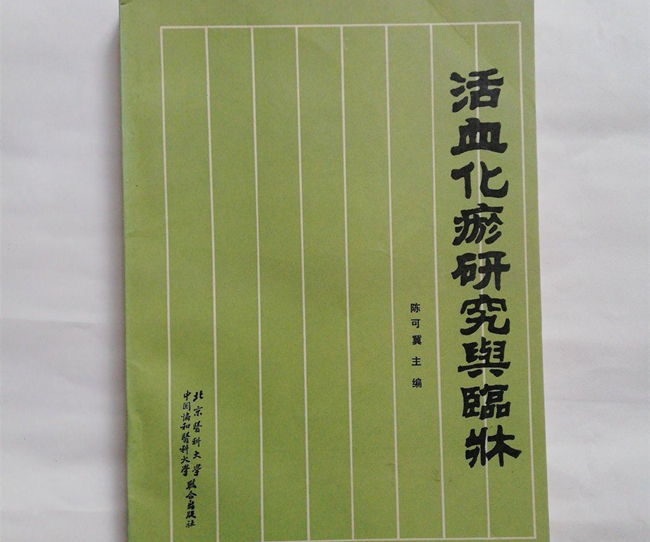 活血化瘀研究與臨牀
陈可冀 主编
北京医科大学
中国协和医科大学 联合出版社